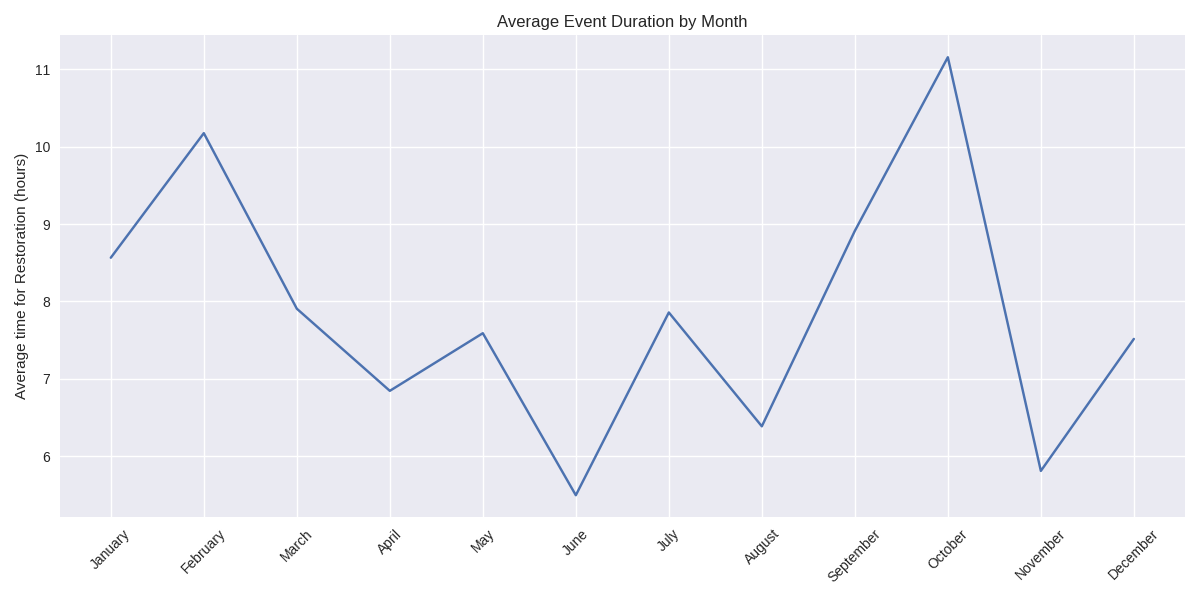 Average Event Duration by Month
Average time for Restoration (hours)
11
10
9
8
7
6
January
February
March
April
May
June
July
August
September
October
November
December